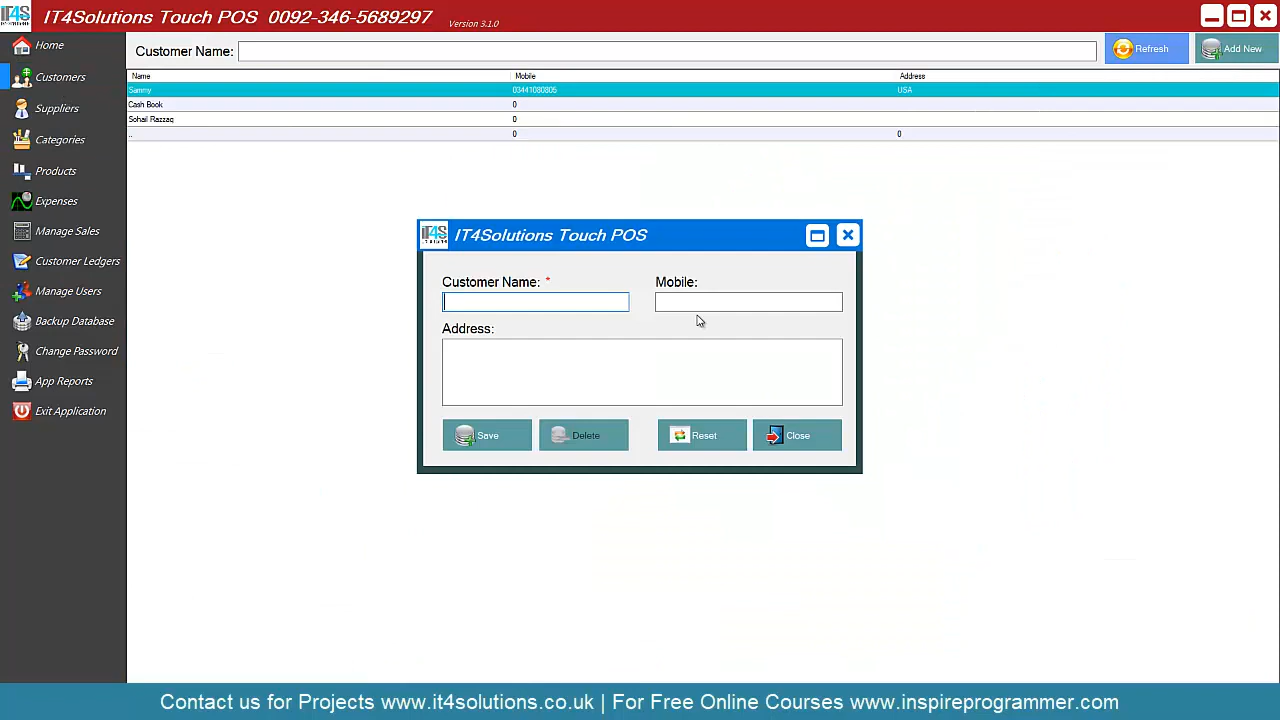 IT4Solutions Touch POS 0092-346-5689297 Version 3.1.0
Home
Customers
Suppliers
Categories
Products
Expenses
Manage Sales
Customer Ledgers
Manage Users
Backup Database
Change Password
App Reports
Exit Application
Customer Name:
Refresh
Add New
Name Mobile Address
Sammy 03441080805 USA
Cash Book 0
Sohail Razzaq 0
.. 0 0
IT4S IT4Solutions Touch POS
Customer Name: * Mobile:
Address:
Save Delete Reset Close
Contact us for Projects www.it4solutions.co.uk | For Free Online Courses www.inspireprogrammer.com